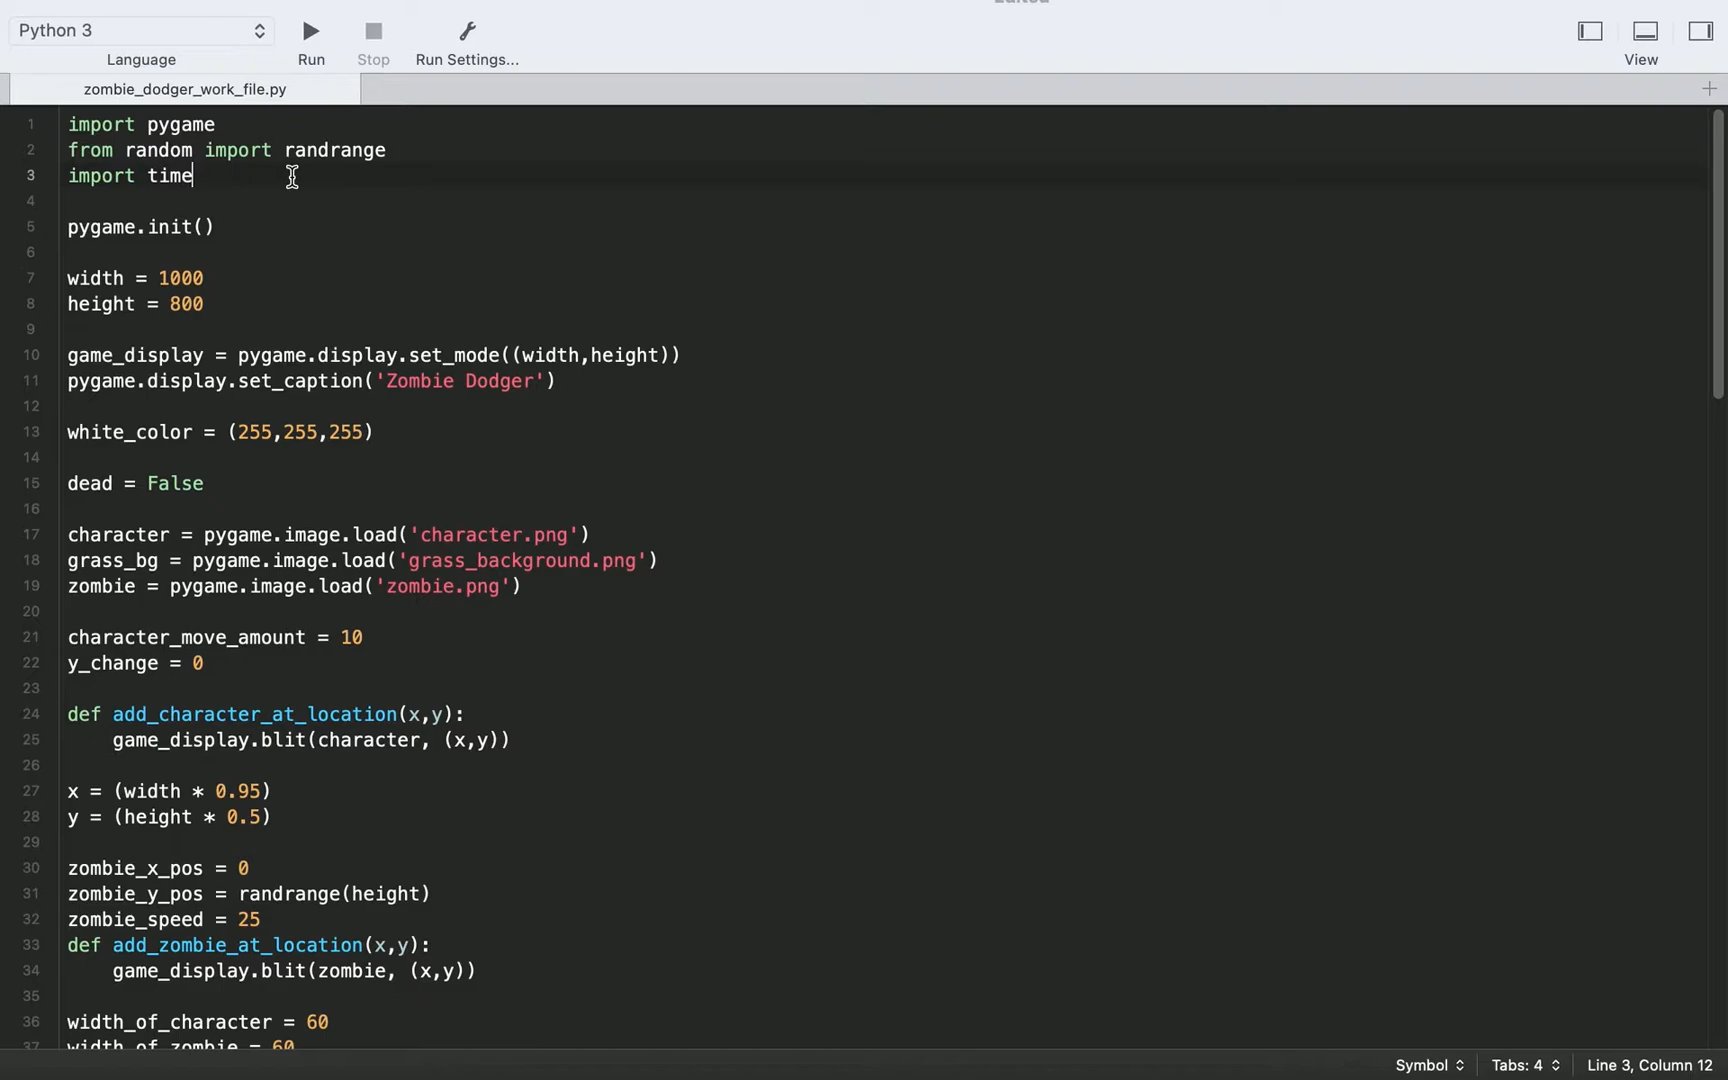 Python 3
Language
Run
Stop
Run Settings...
View
zombie_dodger_work_file.py
1 import pygame
2 from random import randrange
3 import time
4
5 pygame.init()
6
7 width = 1000
8 height = 800
9
10 game_display = pygame.display.set_mode((width,height))
11 pygame.display.set_caption('Zombie Dodger')
12
13 white_color = (255,255,255)
14
15 dead = False
16
17 character = pygame.image.load('character.png')
18 grass_bg = pygame.image.load('grass_background.png')
19 zombie = pygame.image.load('zombie.png')
20
21 character_move_amount = 10
22 y_change = 0
23
24 def add_character_at_location(x,y):
25     game_display.blit(character, (x,y))
26
27 x = (width * 0.95)
28 y = (height * 0.5)
29
30 zombie_x_pos = 0
31 zombie_y_pos = randrange(height)
32 zombie_speed = 25
33 def add_zombie_at_location(x,y):
34     game_display.blit(zombie, (x,y))
35
36 width_of_character = 60
37 width_of_zombie = 60
Symbol
Tabs: 4
Line 3, Column 12